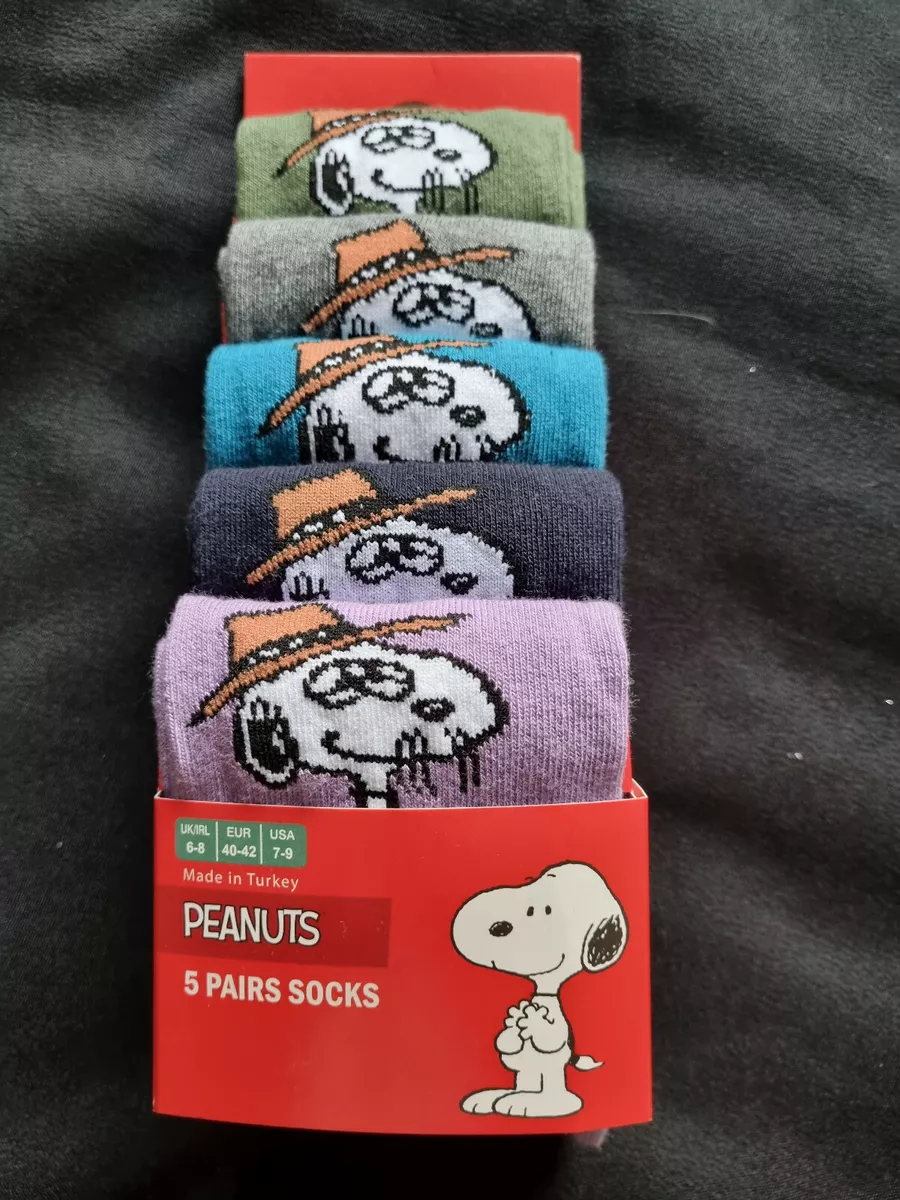 UK/IRL EUR USA
6-8 40-42 7-9
Made in Turkey
PEANUTS
5 PAIRS SOCKS